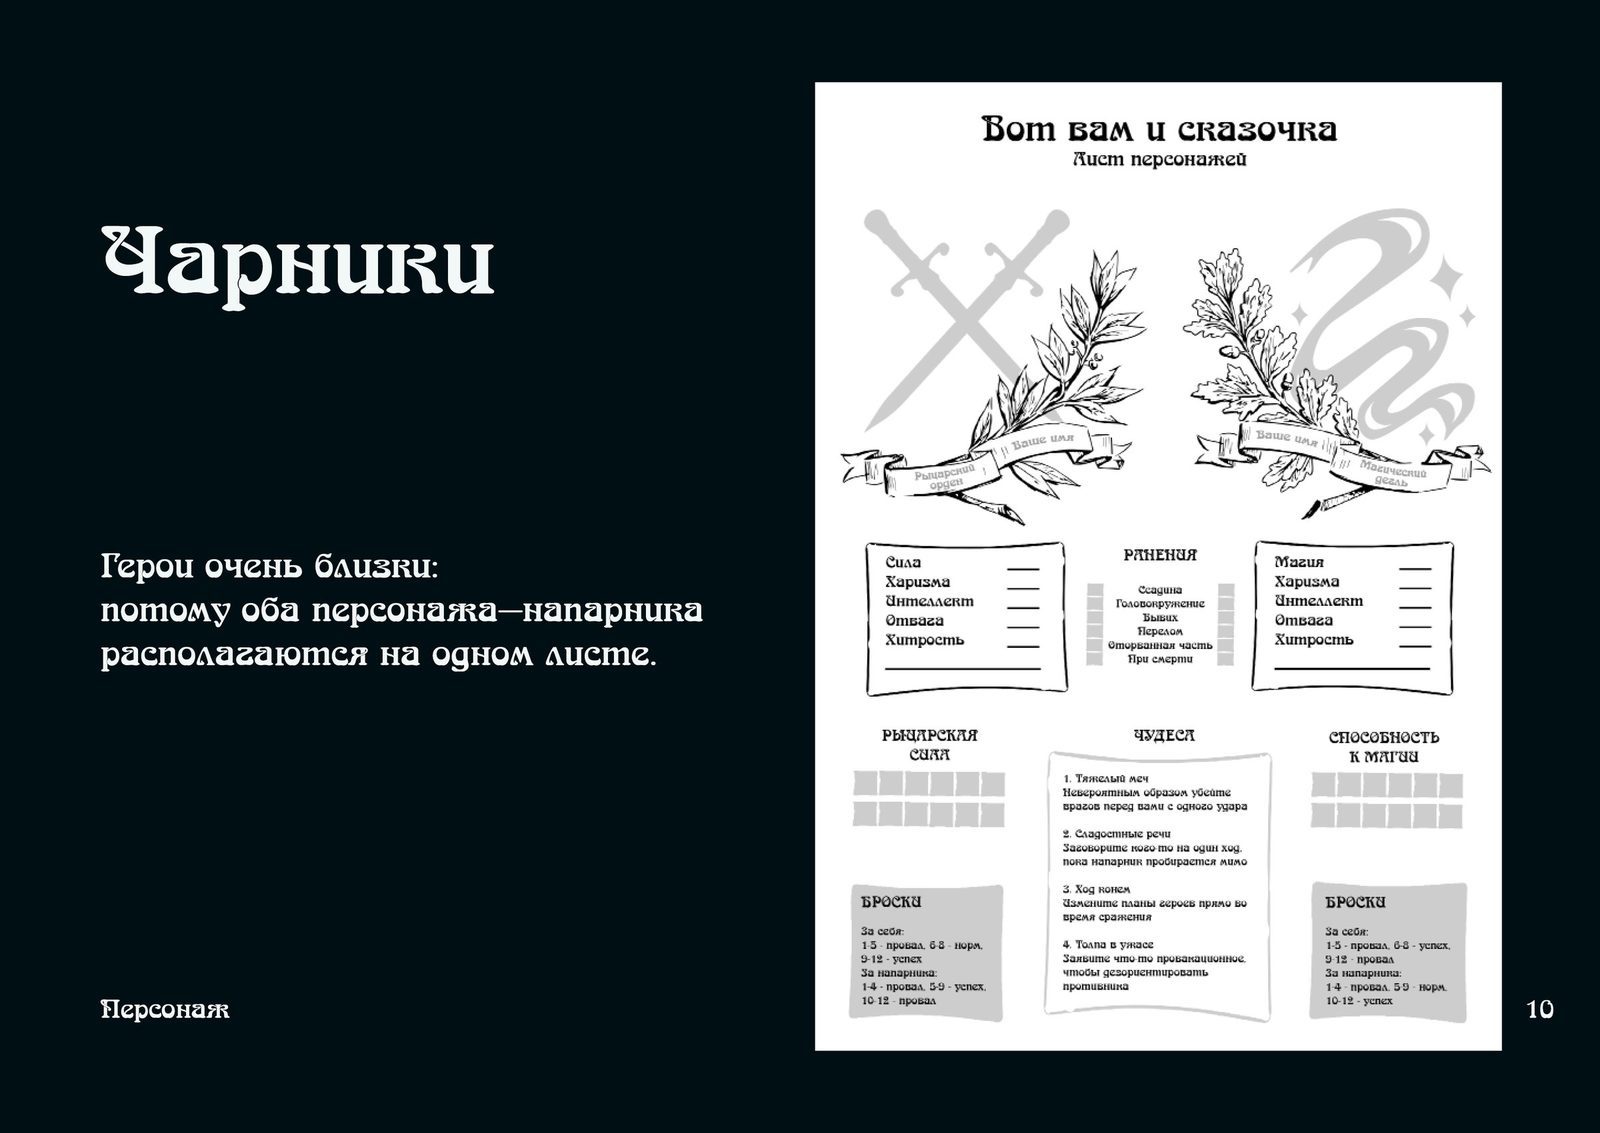 Чарники
Герои очень близки:
потому оба персонажа—напарника
располагаются на одном листе.
Персонаж
10
Вот вам и сказочка
Лист персонажей
Ваше имя
Рыцарский
орден
Ваше имя
Магический
дегль
Сила
Харизма
Интеллект
Отвага
Хитрость
РАНЕНИЯ
Ссадина
Головокружение
Вывих
Перелом
Оторванная часть
При смерти
Магия
Харизма
Интеллект
Отвага
Хитрость
РЫЦАРСКАЯ
СИЛА
ЧУДЕСА
1. Тяжелый меч
Невероятным образом убейте
врагов перед вами с одного удара
2. Сладостные речи
Заговорите кого-то на один ход,
пока напарник пробирается мимо
3. Ход конем
Измените планы героев прямо во
время сражения
4. Толпа в ужасе
Заявите что-то провакационное,
чтобы дезориентировать
противника
СПОСОБНОСТЬ
К МАГИИ
БРОСКИ
За себя:
1-5 - провал, 6-8 - норм,
9-12 - успех
За напарника:
1-4 - провал, 5-9 - успех,
10-12 - провал
БРОСКИ
За себя:
1-5 - провал, 6-8 - успех,
9-12 - провал
За напарника:
1-4 - провал, 5-9 - норм,
10-12 - успех